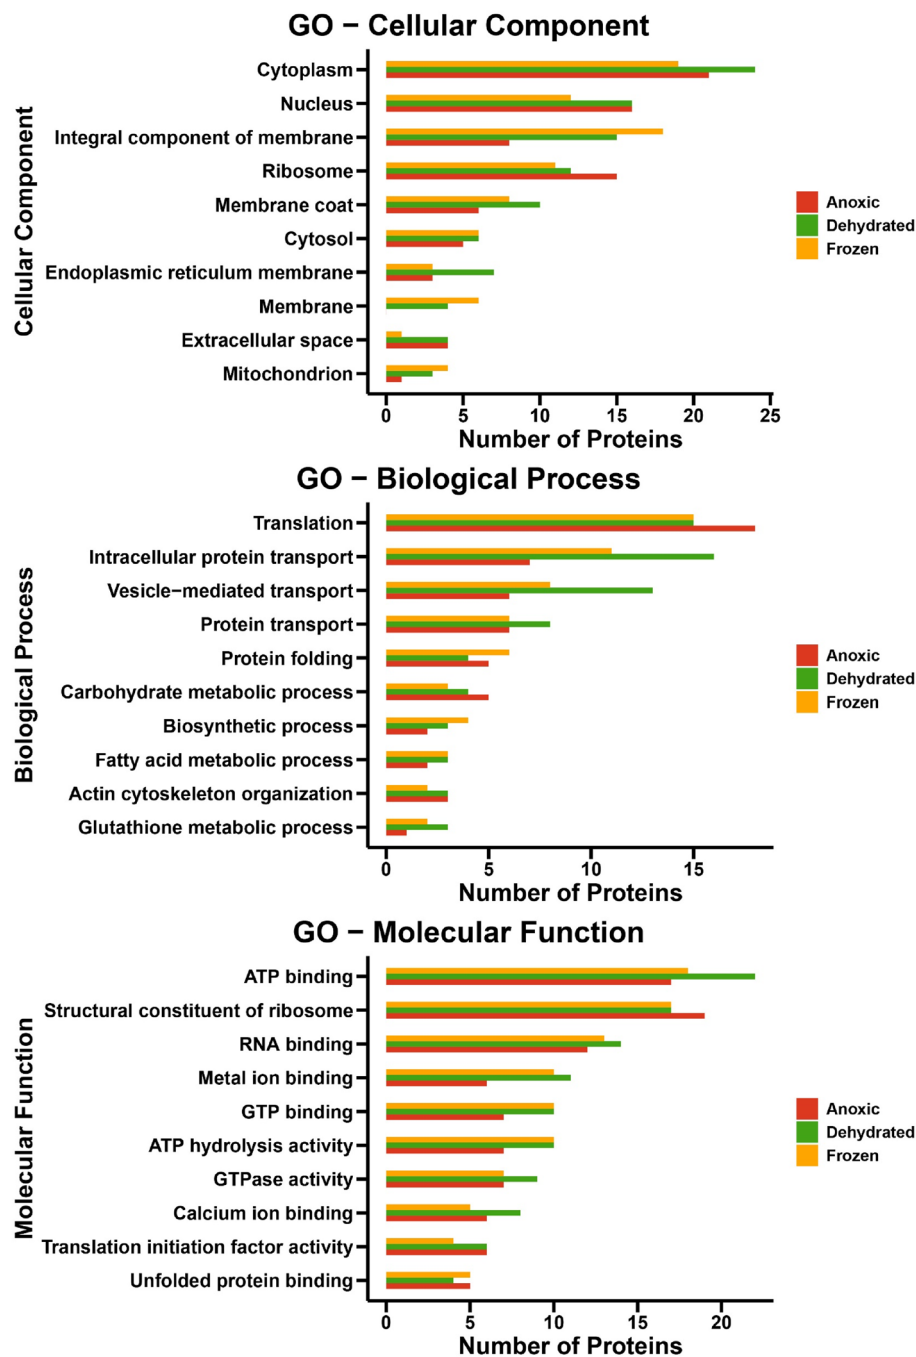 GO − Cellular Component
Cellular Component
Cytoplasm
Nucleus
Integral component of membrane
Ribosome
Membrane coat
Cytosol
Endoplasmic reticulum membrane
Membrane
Extracellular space
Mitochondrion
0 5 10 15 20 25
Number of Proteins
Anoxic
Dehydrated
Frozen
GO − Biological Process
Biological Process
Translation
Intracellular protein transport
Vesicle−mediated transport
Protein transport
Protein folding
Carbohydrate metabolic process
Biosynthetic process
Fatty acid metabolic process
Actin cytoskeleton organization
Glutathione metabolic process
0 5 10 15
Number of Proteins
Anoxic
Dehydrated
Frozen
GO − Molecular Function
Molecular Function
ATP binding
Structural constituent of ribosome
RNA binding
Metal ion binding
GTP binding
ATP hydrolysis activity
GTPase activity
Calcium ion binding
Translation initiation factor activity
Unfolded protein binding
0 5 10 15 20
Number of Proteins
Anoxic
Dehydrated
Frozen